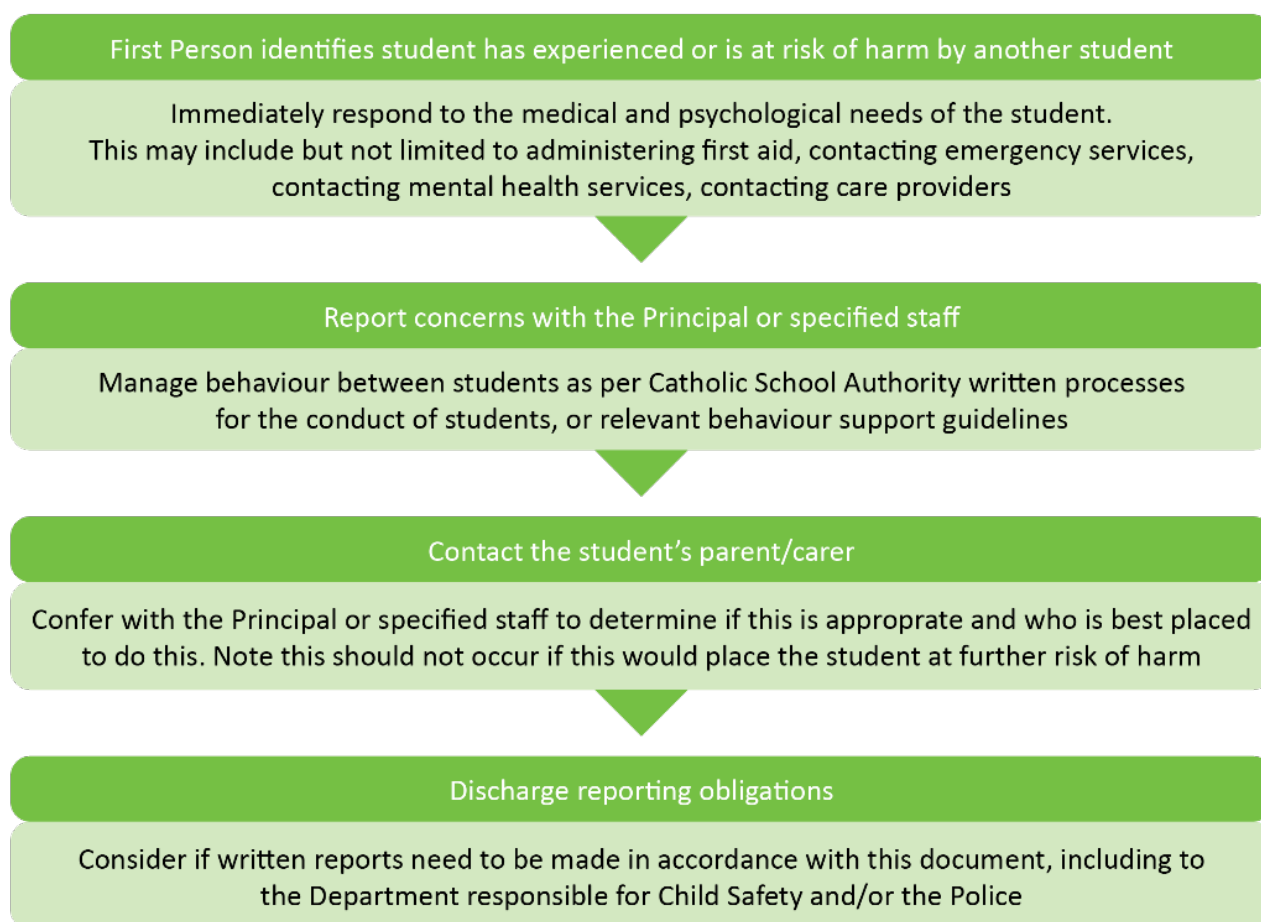 First Person identifies student has experienced or is at risk of harm by another student
Immediately respond to the medical and psychological needs of the student.
This may include but not limited to administering first aid, contacting emergency services,
contacting mental health services, contacting care providers
Report concerns with the Principal or specified staff
Manage behaviour between students as per Catholic School Authority written processes
for the conduct of students, or relevant behaviour support guidelines
Contact the student’s parent/carer
Confer with the Principal or specified staff to determine if this is approprate and who is best placed
to do this. Note this should not occur if this would place the student at further risk of harm
Discharge reporting obligations
Consider if written reports need to be made in accordance with this document, including to
the Department responsible for Child Safety and/or the Police